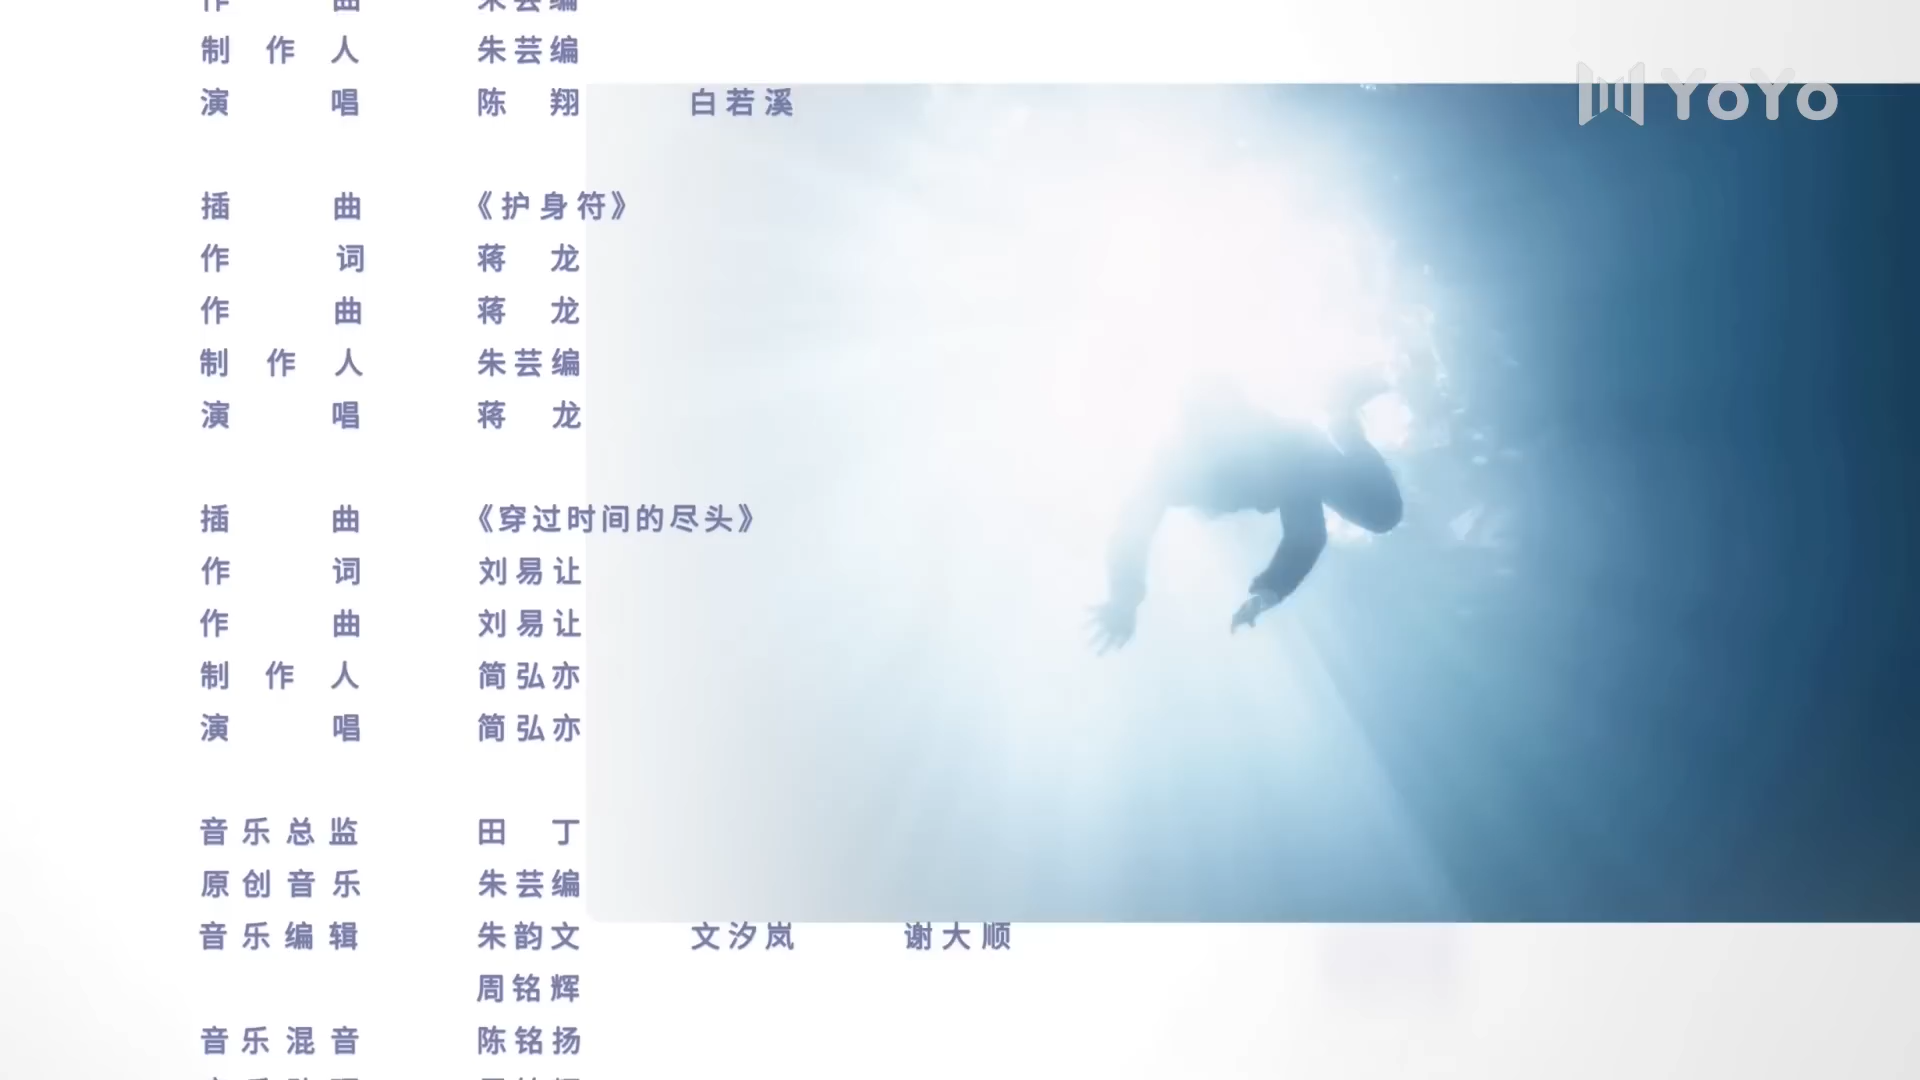 作 曲 朱芸编
制作人 朱芸编
演唱 陈翔 白若溪
YOYO
插曲 《护身符》
作词 蒋龙
作曲 蒋龙
制作人 朱芸编
演唱 蒋龙
插曲 《穿过时间的尽头》
作词 刘易让
作曲 刘易让
制作人 简弘亦
演唱 简弘亦
音乐总监 田丁
原创音乐 朱芸编
音乐编辑 朱韵文 文汐岚 谢大顺
周铭辉
音乐混音 陈铭扬